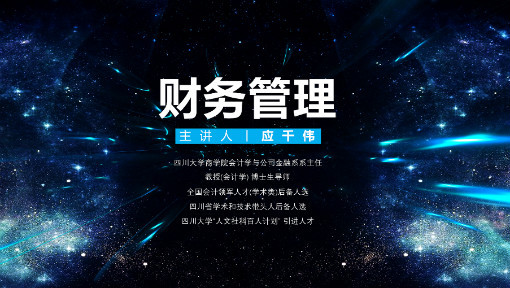 财务管理
主讲人丨应千伟
四川大学商学院会计学与公司金融系系主任
教授(会计学) 博士生导师
全国会计领军人才(学术类)后备人选
四川省学术和技术带头人后备人选
四川大学"人文社科百人计划" 引进人才